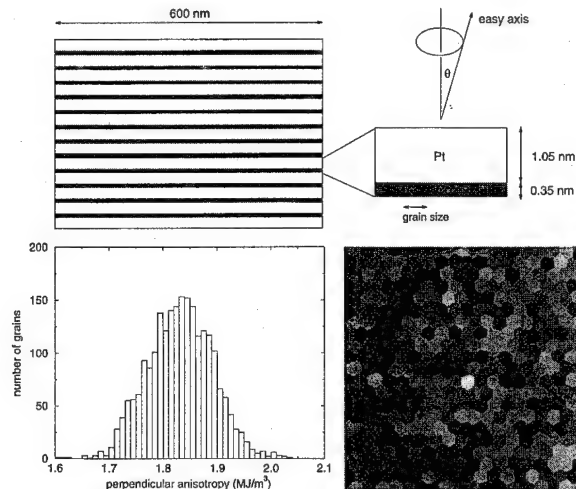 600 nm
easy axis
θ
Pt
1.05 nm
0.35 nm
grain size
200
150
100
50
0
number of grains
1.6 1.7 1.8 1.9 2.0 2.1
perpendicular anisotropy (MJ/m³)